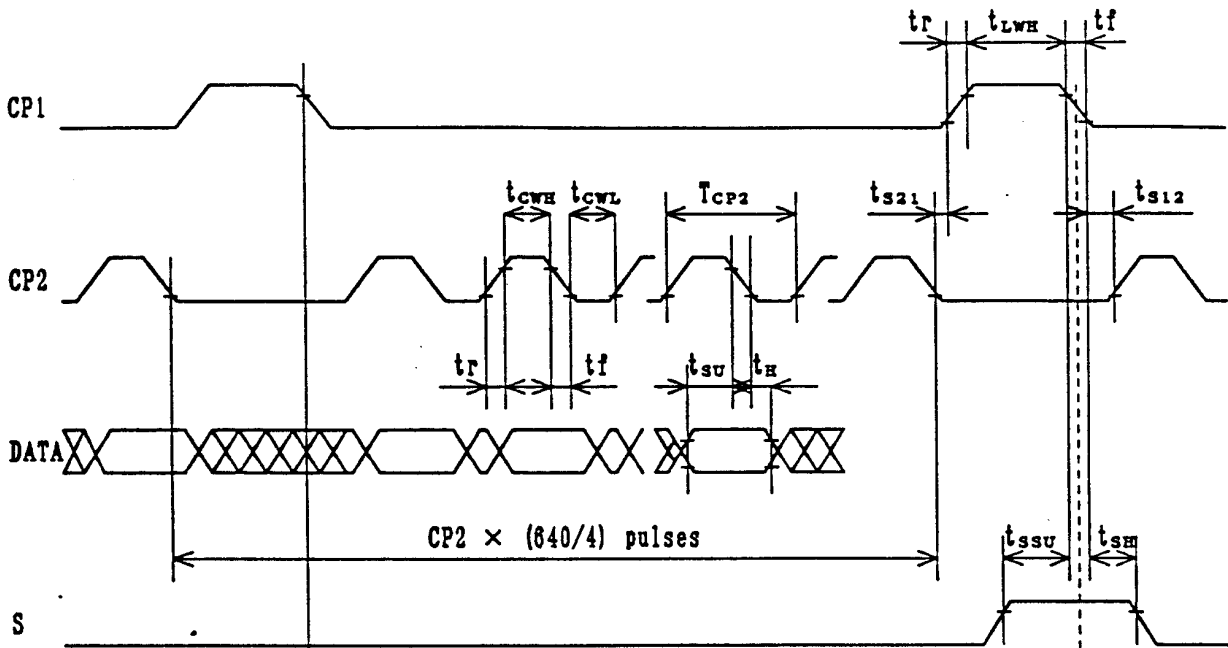 tr tLWH tf
CP1
tCWH tCWL TCP2 tS21 tS12
CP2
tr tf tSU tH
DATA
CP2 × (640/4) pulses
tSSU tSH
S